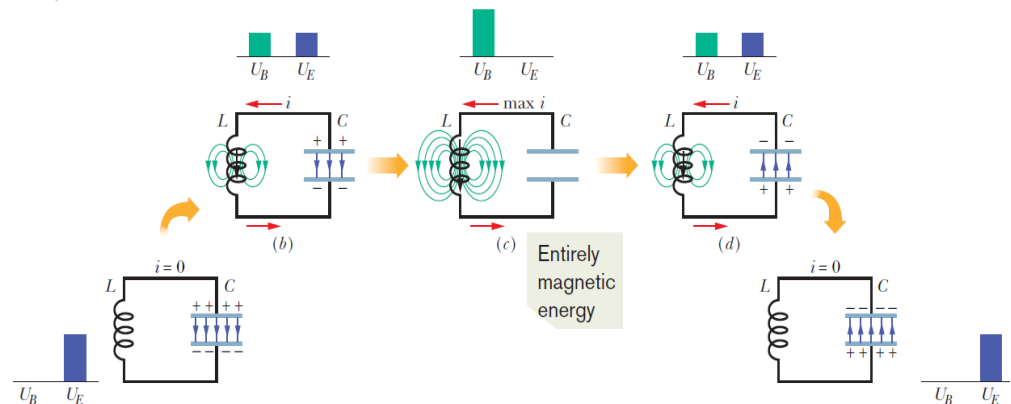 U_B U_E
U_B U_E
U_B U_E
i
max i
i
L C
L C
L C
+ + +
− − −
− − −
+ + +
(b)
(c)
(d)
Entirely
magnetic
energy
i = 0
L C
+ + + +
− − − −
U_B U_E
i = 0
L C
− − − −
+ + + +
U_B U_E